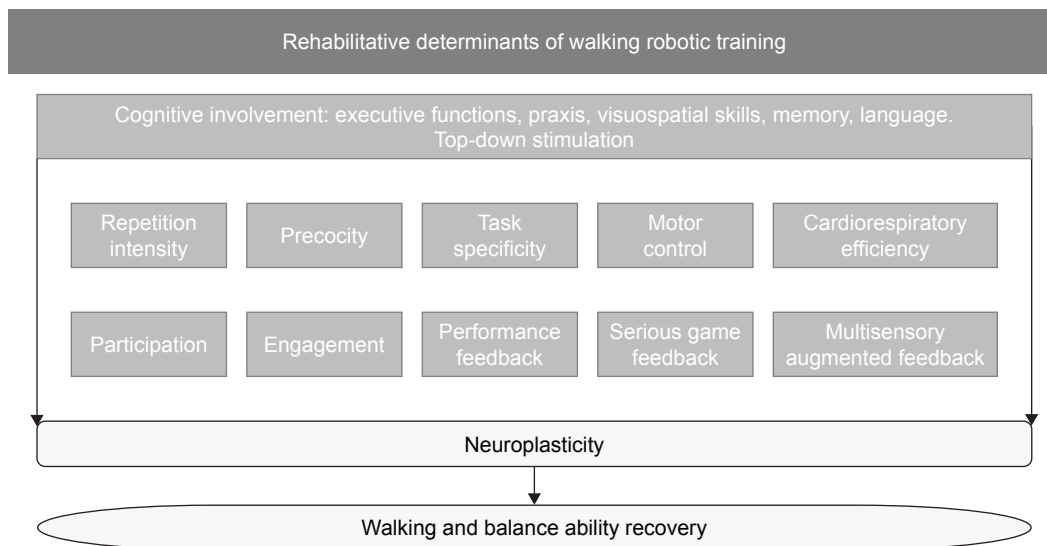 Rehabilitative determinants of walking robotic training
Cognitive involvement: executive functions, praxis, visuospatial skills, memory, language.
Top-down stimulation
Repetition
intensity
Precocity
Task
specificity
Motor
control
Cardiorespiratory
efficiency
Participation
Engagement
Performance
feedback
Serious game
feedback
Multisensory
augmented feedback
Neuroplasticity
Walking and balance ability recovery